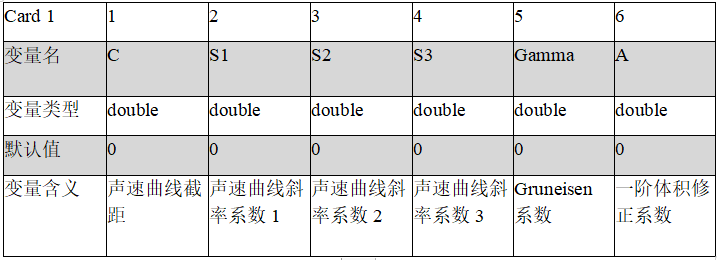 Card 1 1 2 3 4 5 6
变量名 C S1 S2 S3 Gamma A
变量类型 double double double double double double
默认值 0 0 0 0 0 0
变量含义 声速曲线截 声速曲线斜 声速曲线斜 声速曲线斜 Gruneisen 一阶体积修
距 率系数 1 率系数 2 率系数 3 系数 正系数